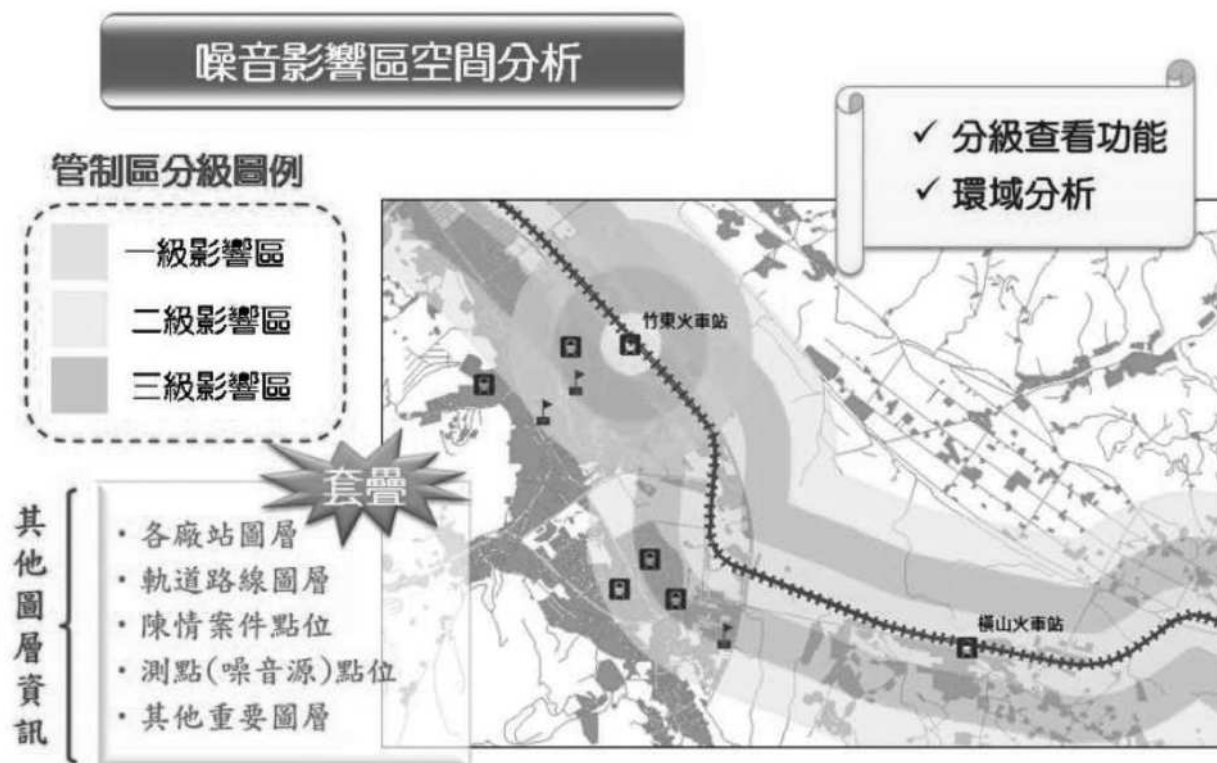 噪音影響區空間分析
✓ 分級查看功能
✓ 環域分析
管制區分級圖例
一級影響區
二級影響區
三級影響區
竹東火車站
橫山火車站
套疊
其他圖層資訊
・各廠站圖層
・軌道路線圖層
・陳情案件點位
・測點(噪音源)點位
・其他重要圖層